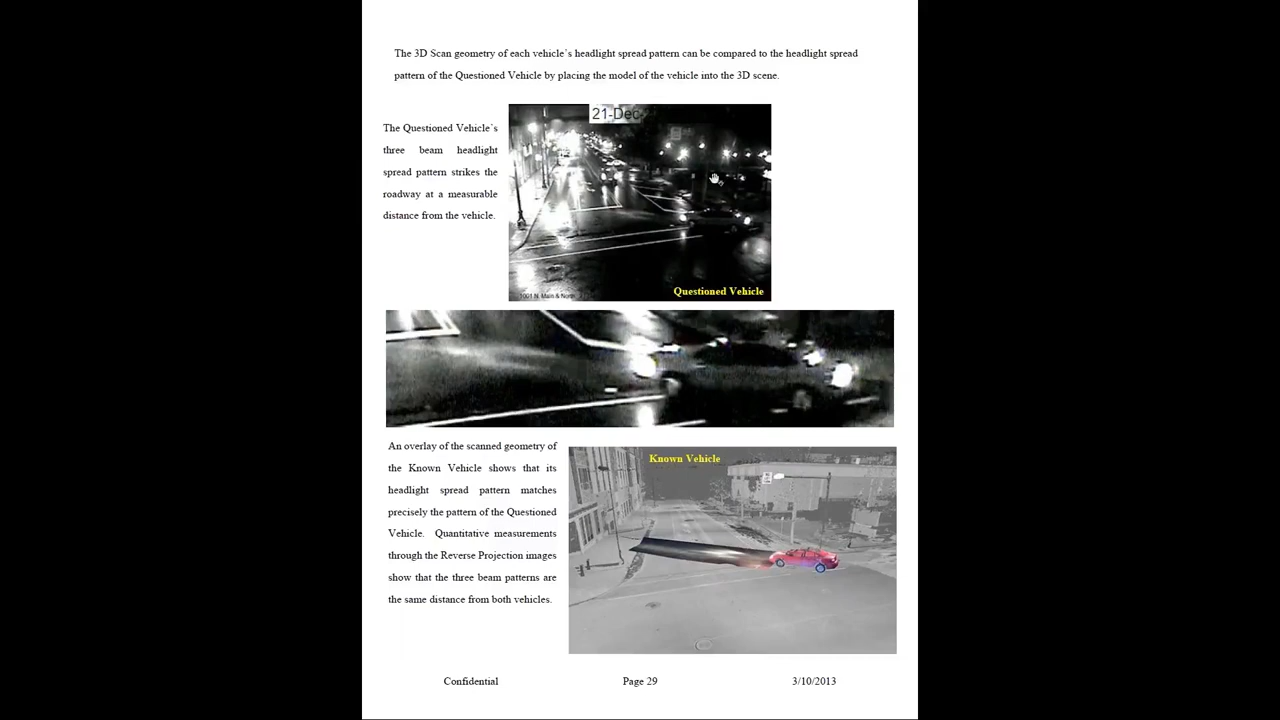 The 3D Scan geometry of each vehicle's headlight spread pattern can be compared to the headlight spread
pattern of the Questioned Vehicle by placing the model of the vehicle into the 3D scene.
21-Dec
The Questioned Vehicle's
three beam headlight
spread pattern strikes the
roadway at a measurable
distance from the vehicle.
1001 N. Main & North
Questioned Vehicle
An overlay of the scanned geometry of
the Known Vehicle shows that its
headlight spread pattern matches
precisely the pattern of the Questioned
Vehicle. Quantitative measurements
through the Reverse Projection images
show that the three beam patterns are
the same distance from both vehicles.
Known Vehicle
Confidential Page 29 3/10/2013